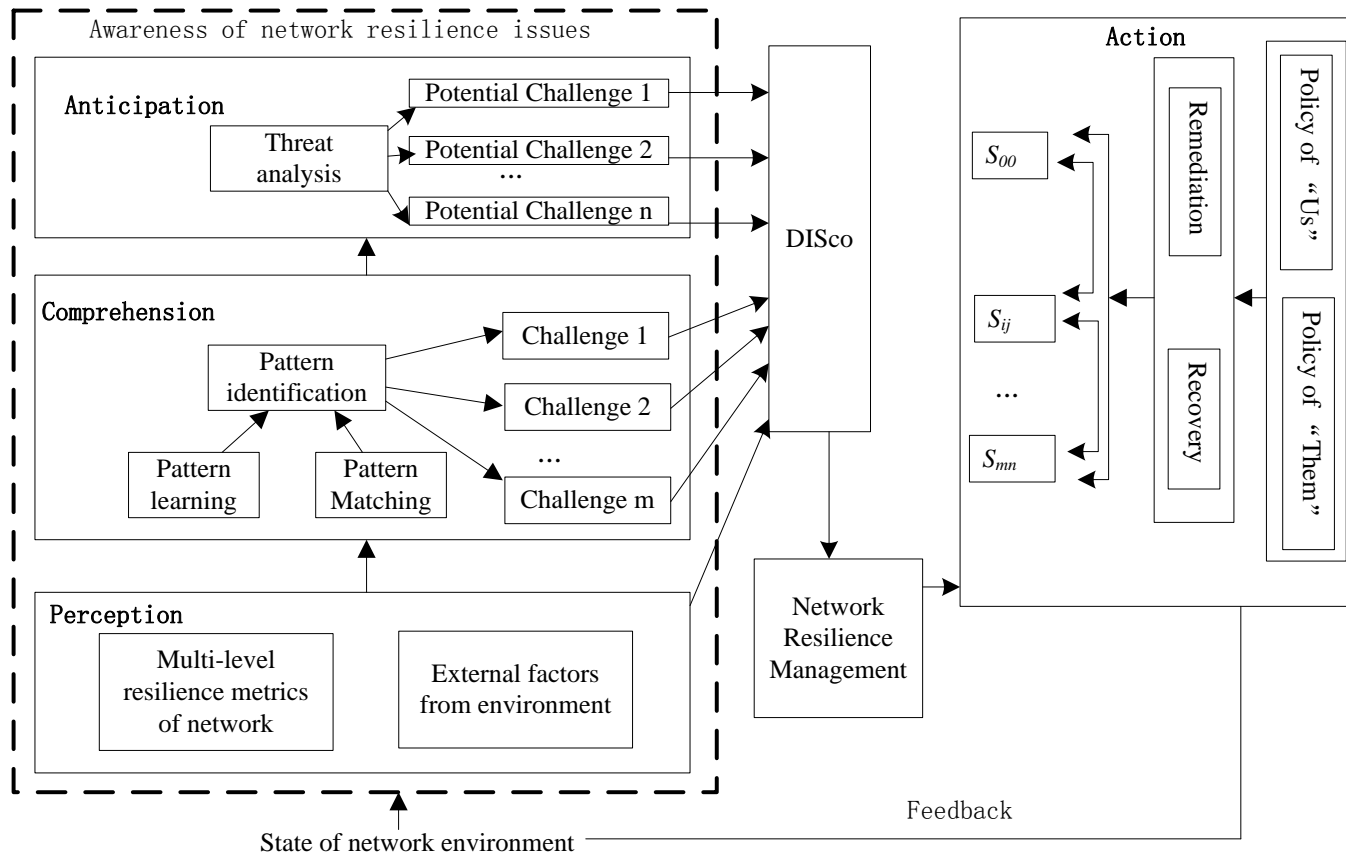 Awareness of network resilience issues
Anticipation
Threat
analysis
Potential Challenge 1
Potential Challenge 2
...
Potential Challenge n
Comprehension
Pattern
identification
Pattern
learning
Pattern
Matching
Challenge 1
Challenge 2
...
Challenge m
Perception
Multi-level
resilience metrics
of network
External factors
from environment
State of network environment
DISco
Network
Resilience
Management
Action
S00
Sij
...
Smn
Remediation
Recovery
Policy of “Us”
Policy of “Them”
Feedback